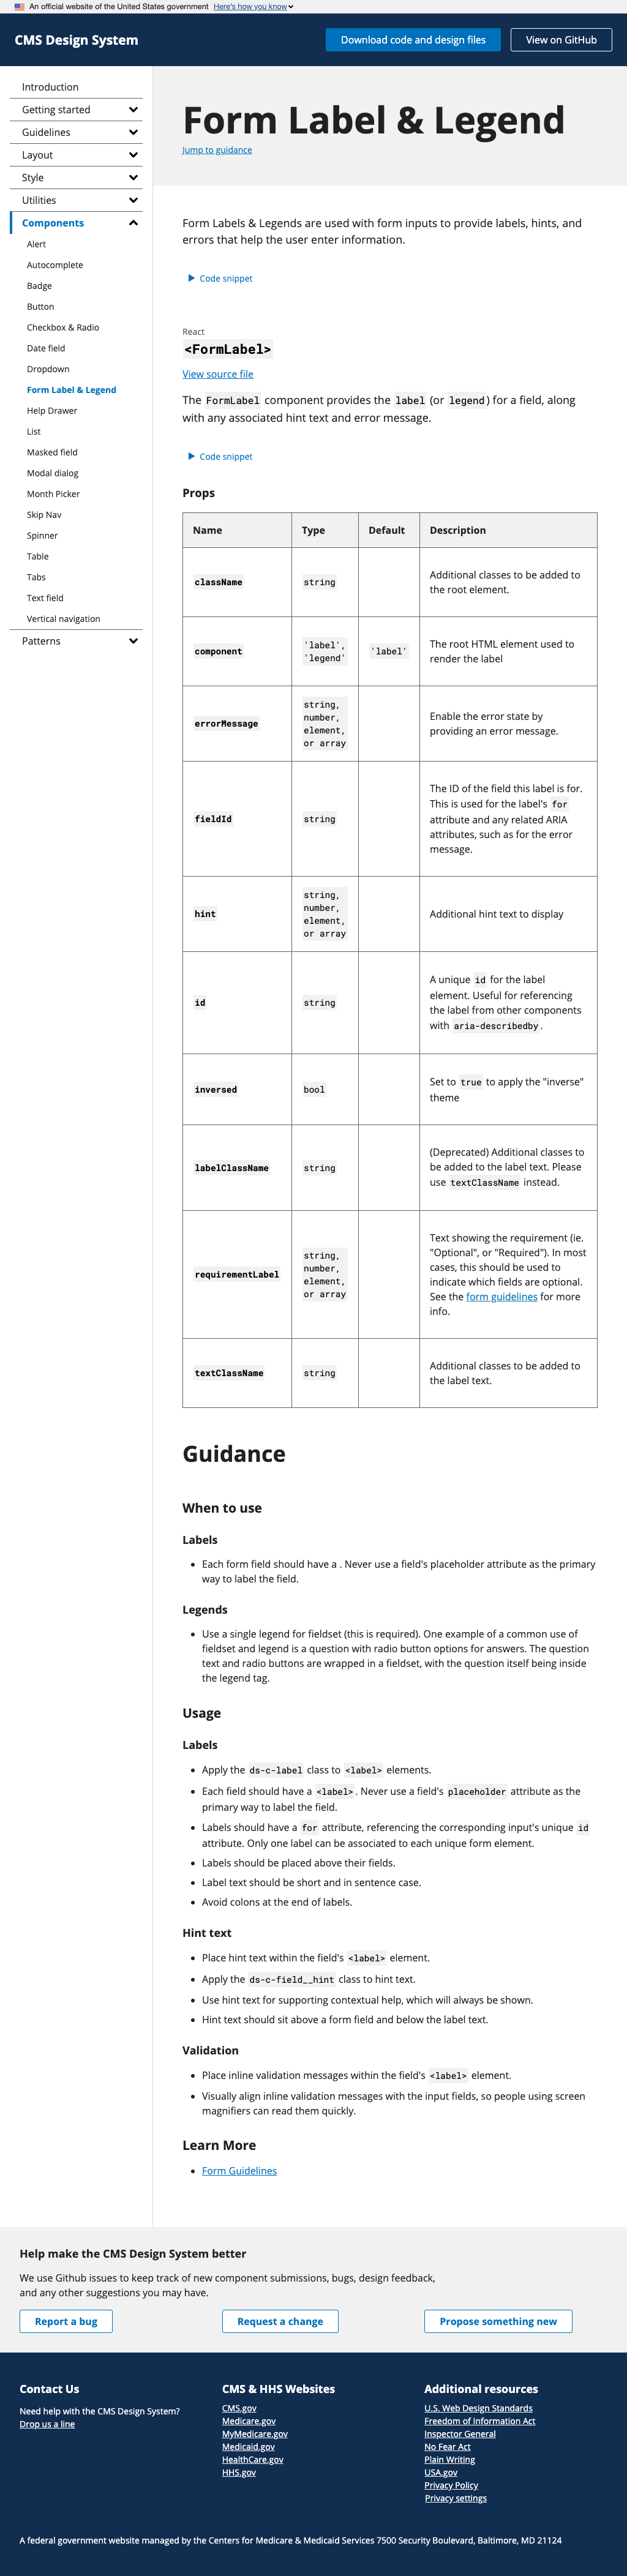 An official website of the United States government Here's how you know
CMS Design System
Download code and design files
View on GitHub
Introduction
Getting started
Guidelines
Layout
Style
Utilities
Components
Alert
Autocomplete
Badge
Button
Checkbox & Radio
Date field
Dropdown
Form Label & Legend
Help Drawer
List
Masked field
Modal dialog
Month Picker
Skip Nav
Spinner
Table
Tabs
Text field
Vertical navigation
Patterns
Form Label & Legend
Jump to guidance
Form Labels & Legends are used with form inputs to provide labels, hints, and
errors that help the user enter information.
Code snippet
React
<FormLabel>
View source file
The FormLabel component provides the label (or legend) for a field, along
with any associated hint text and error message.
Code snippet
Props
Name Type Default Description
className string Additional classes to be added to
the root element.
component 'label', 'label' The root HTML element used to
'legend' render the label
errorMessage string,
number,
element,
or array
Enable the error state by
providing an error message.
fieldId string
The ID of the field this label is for.
This is used for the label's for
attribute and any related ARIA
attributes, such as for the error
message.
hint string,
number,
element,
or array
Additional hint text to display
id string
A unique id for the label
element. Useful for referencing
the label from other components
with aria-describedby.
inversed bool
Set to true to apply the "inverse"
theme
labelClassName string
(Deprecated) Additional classes to
be added to the label text. Please
use textClassName instead.
requirementLabel string,
number,
element,
or array
Text showing the requirement (ie.
"Optional", or "Required"). In most
cases, this should be used to
indicate which fields are optional.
See the form guidelines for more
info.
textClassName string
Additional classes to be added to
the label text.
Guidance
When to use
Labels
• Each form field should have a . Never use a field's placeholder attribute as the primary
way to label the field.
Legends
• Use a single legend for fieldset (this is required). One example of a common use of
fieldset and legend is a question with radio button options for answers. The question
text and radio buttons are wrapped in a fieldset, with the question itself being inside
the legend tag.
Usage
Labels
• Apply the ds-c-label class to <label> elements.
• Each field should have a <label>. Never use a field's placeholder attribute as the
primary way to label the field.
• Labels should have a for attribute, referencing the corresponding input's unique id
attribute. Only one label can be associated to each unique form element.
• Labels should be placed above their fields.
• Label text should be short and in sentence case.
• Avoid colons at the end of labels.
Hint text
• Place hint text within the field's <label> element.
• Apply the ds-c-field__hint class to hint text.
• Use hint text for supporting contextual help, which will always be shown.
• Hint text should sit above a form field and below the label text.
Validation
• Place inline validation messages within the field's <label> element.
• Visually align inline validation messages with the input fields, so people using screen
magnifiers can read them quickly.
Learn More
• Form Guidelines
Help make the CMS Design System better
We use Github issues to keep track of new component submissions, bugs, design feedback,
and any other suggestions you may have.
Report a bug
Request a change
Propose something new
Contact Us
Need help with the CMS Design System?
Drop us a line
CMS & HHS Websites
CMS.gov
Medicare.gov
MyMedicare.gov
Medicaid.gov
HealthCare.gov
HHS.gov
Additional resources
U.S. Web Design Standards
Freedom of Information Act
Inspector General
No Fear Act
Plain Writing
USA.gov
Privacy Policy
Privacy settings
A federal government website managed by the Centers for Medicare & Medicaid Services 7500 Security Boulevard, Baltimore, MD 21124